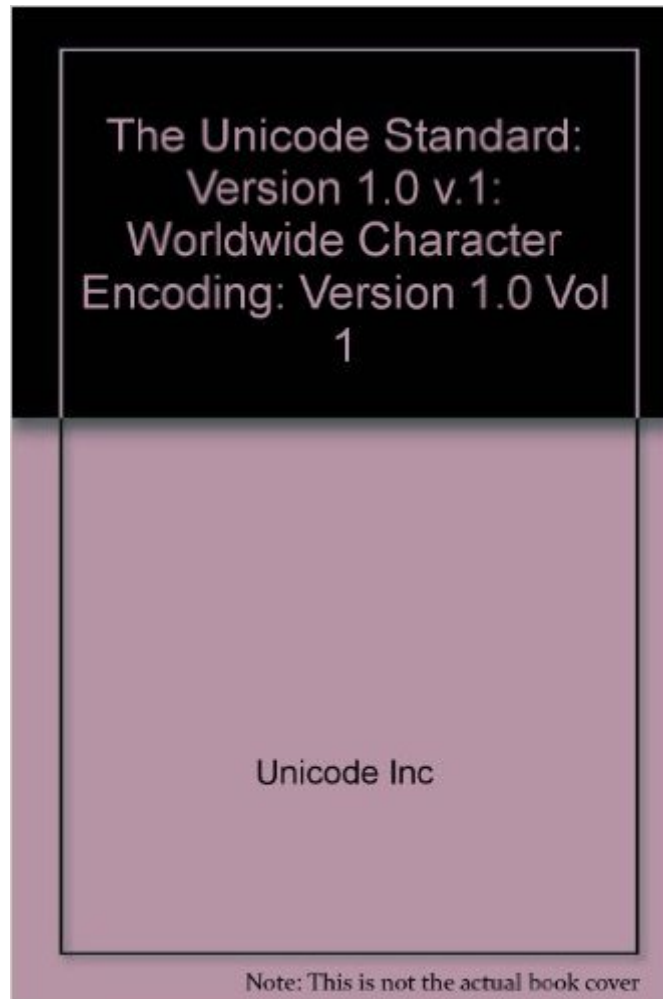 The Unicode Standard:
Version 1.0 v.1:
Worldwide Character
Encoding: Version 1.0 Vol
1
Unicode Inc
Note: This is not the actual book cover